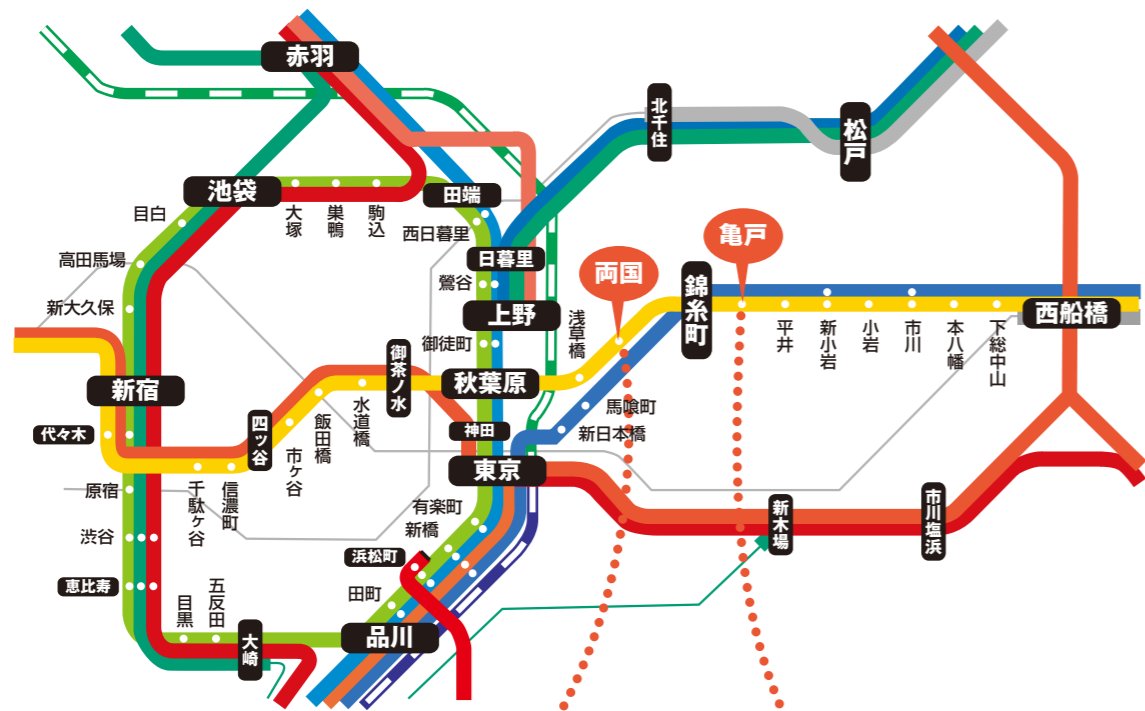 赤羽
北千住
松戸
池袋
田端
目白
大塚
巣鴨
駒込
西日暮里
亀戸
高田馬場
日暮里
両国
鶯谷
錦糸町
新大久保
上野
西船橋
浅草橋
平井
新小岩
小岩
市川
本八幡
下総中山
御徒町
御茶ノ水
新宿
秋葉原
水道橋
馬喰町
飯田橋
代々木
四ッ谷
神田
新日本橋
市ヶ谷
東京
原宿
千駄ヶ谷
信濃町
有楽町
新橋
新木場
市川塩浜
渋谷
浜松町
恵比寿
目黒
五反田
田町
大崎
品川